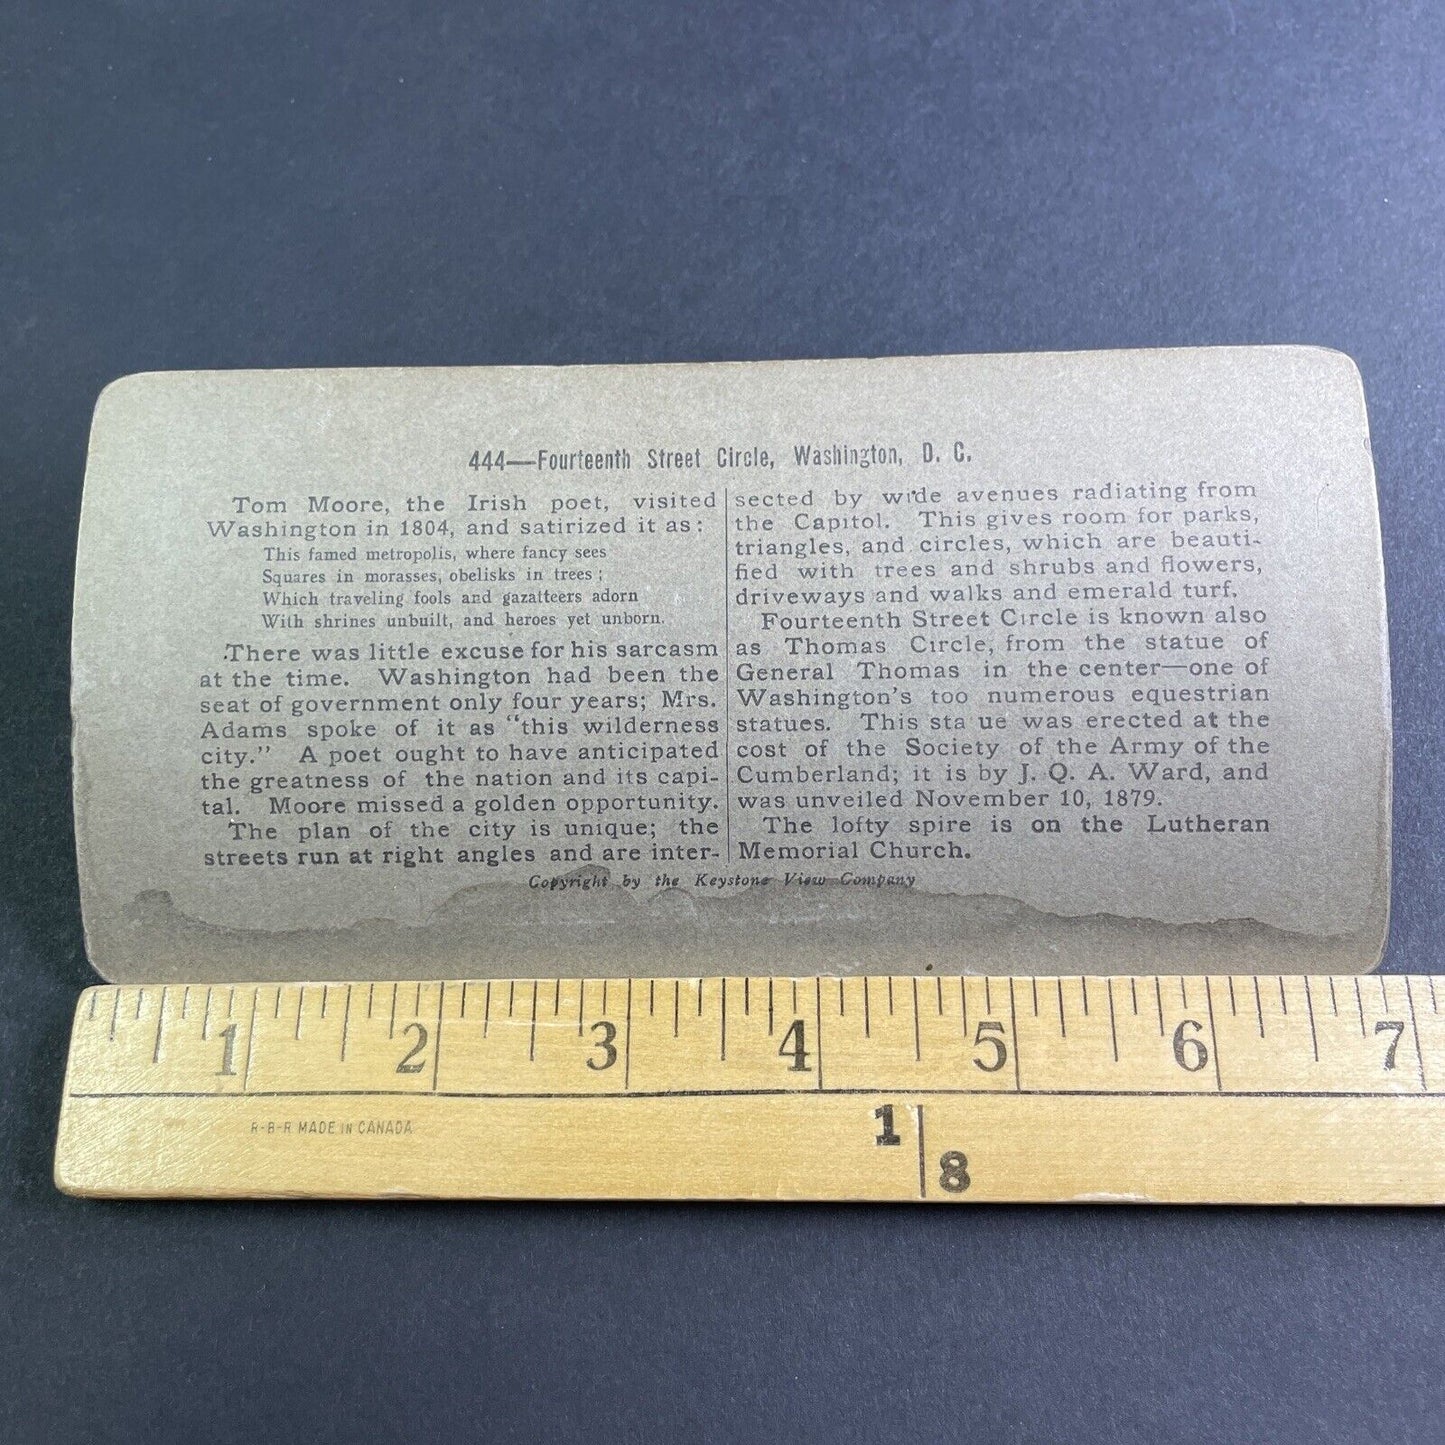 444—Fourteenth Street Circle, Washington, D. C.
Tom Moore, the Irish poet, visited
Washington in 1804, and satirized it as:
This famed metropolis, where fancy sees
Squares in morasses, obelisks in trees;
Which traveling fools and gazatteers adorn
With shrines unbuilt, and heroes yet unborn.
There was little excuse for his sarcasm
at the time. Washington had been the
seat of government only four years; Mrs.
Adams spoke of it as "this wilderness
city." A poet ought to have anticipated
the greatness of the nation and its capi-
tal. Moore missed a golden opportunity.
The plan of the city is unique; the
streets run at right angles and are inter-
sected by wide avenues radiating from
the Capitol. This gives room for parks,
triangles, and circles, which are beauti-
fied with trees and shrubs and flowers,
driveways and walks and emerald turf.
Fourteenth Street Circle is known also
as Thomas Circle, from the statue of
General Thomas in the center—one of
Washington's too numerous equestrian
statues. This sta ue was erected at the
cost of the Society of the Army of the
Cumberland; it is by J. Q. A. Ward, and
was unveiled November 10, 1879.
The lofty spire is on the Lutheran
Memorial Church.
Copyright by the Keystone View Company
1 2 3 4 5 6 7
R-B-R MADE IN CANADA
1
8